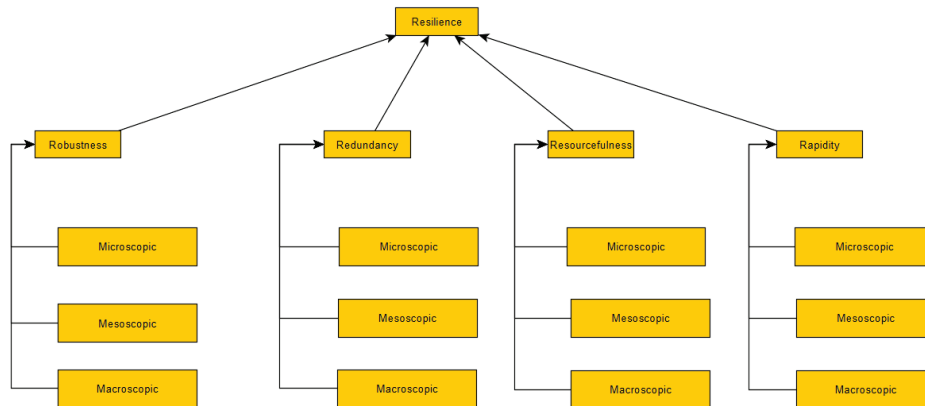 Resilience
Robustness
Redundancy
Resourcefulness
Rapidity
Microscopic
Microscopic
Microscopic
Microscopic
Mesoscopic
Mesoscopic
Mesoscopic
Mesoscopic
Macroscopic
Macroscopic
Macroscopic
Macroscopic